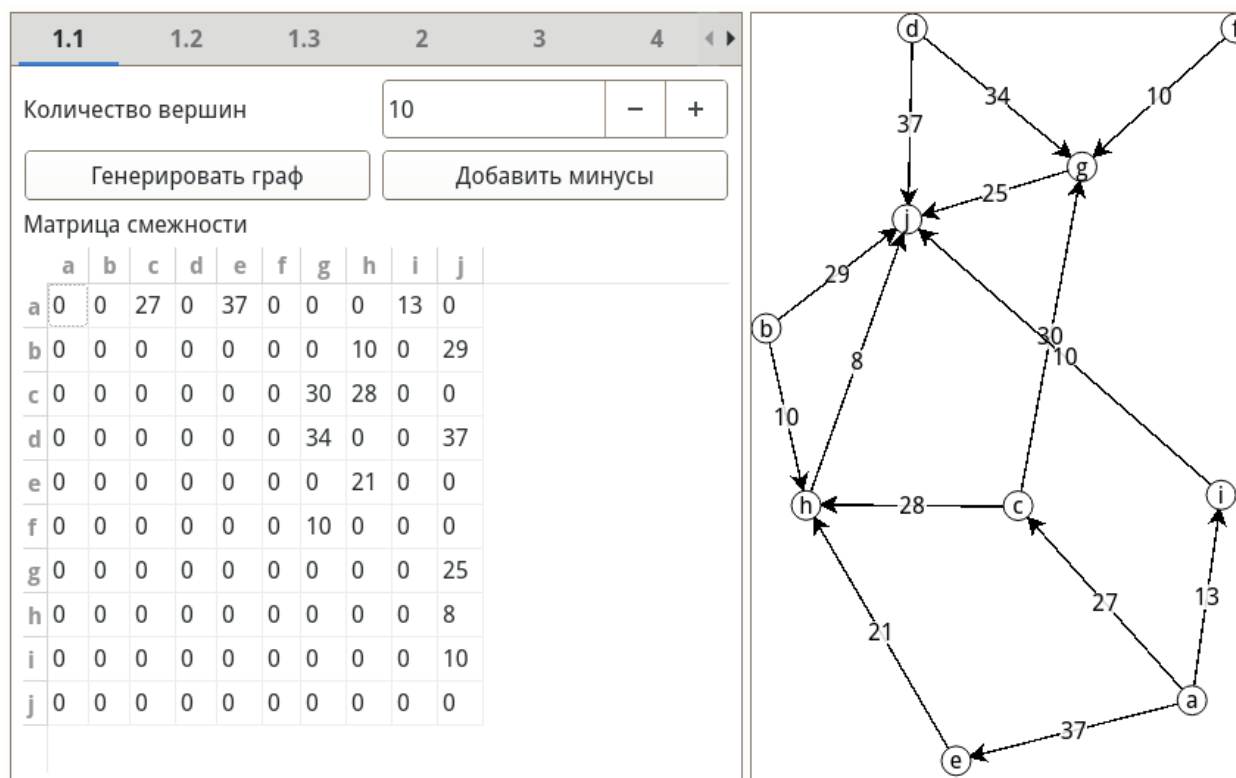 1.1 1.2 1.3 2 3 4
Количество вершин 10 − +
Генерировать граф Добавить минусы
Матрица смежности
a b c d e f g h i j
a 0 0 27 0 37 0 0 0 13 0
b 0 0 0 0 0 0 0 10 0 29
c 0 0 0 0 0 0 30 28 0 0
d 0 0 0 0 0 0 34 0 0 37
e 0 0 0 0 0 0 0 21 0 0
f 0 0 0 0 0 0 10 0 0 0
g 0 0 0 0 0 0 0 0 0 25
h 0 0 0 0 0 0 0 0 0 8
i 0 0 0 0 0 0 0 0 0 10
j 0 0 0 0 0 0 0 0 0 0
d f
34 10
37
g
25
j
29
b
30
10
8
10
i
h 28 c
27 13
21
a
37
e